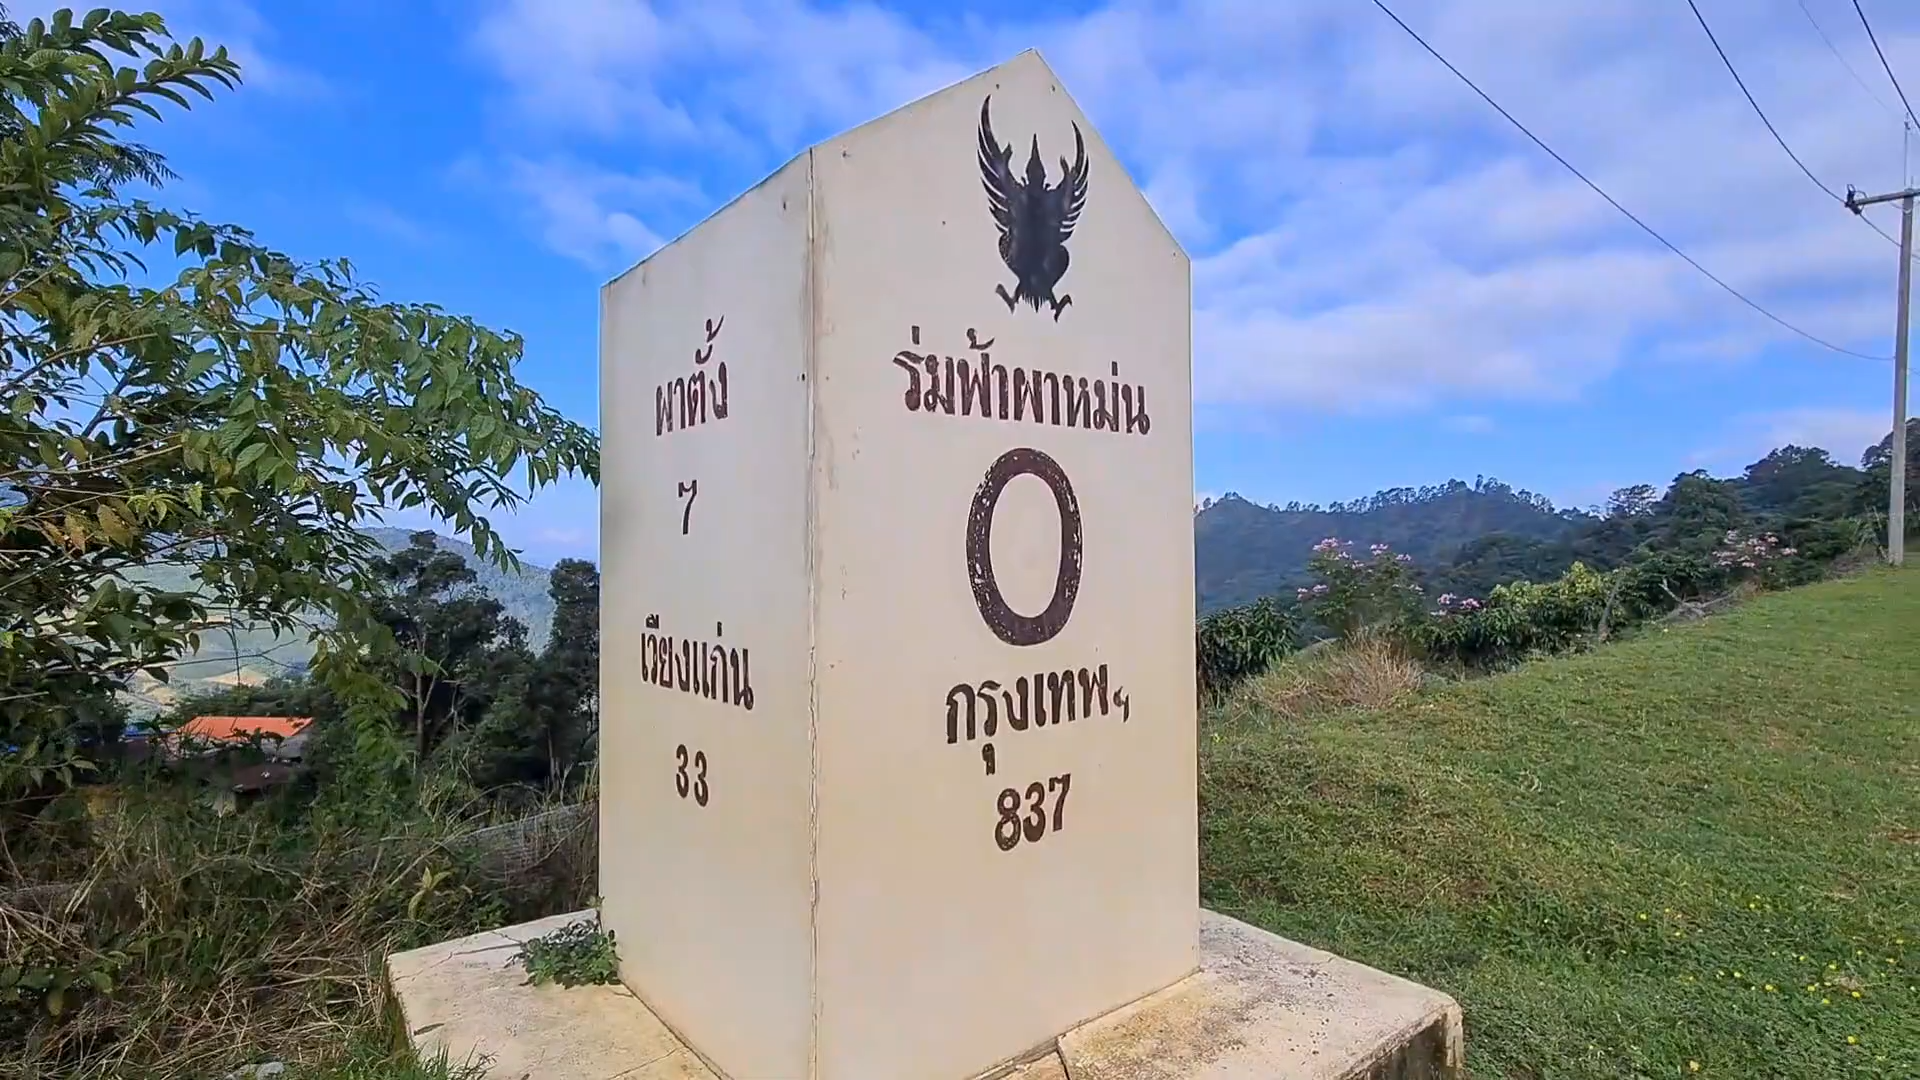 ผาตั้ง
7
เวียงแก่น
33
ร่มฟ้าผาหม่น
0
กรุงเทพฯ
837